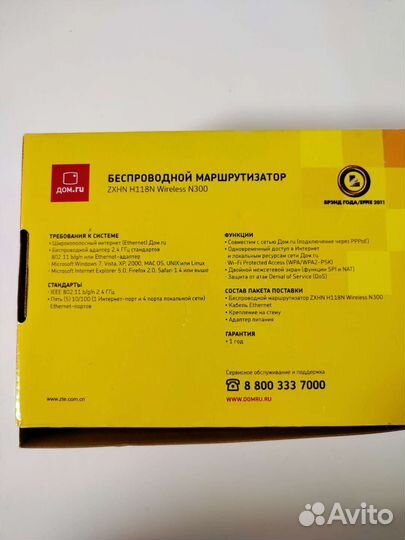 ДОМ.ru
БЕСПРОВОДНОЙ МАРШРУТИЗАТОР
ZXHN H118N Wireless N300
БРЭНД ГОДА/EFFIE 2011
ТРЕБОВАНИЯ К СИСТЕМЕ
• Широкополосный интернет (Ethernet) Дом.ru
• Беспроводной адаптер 2.4 ГГц стандартов
802.11 b/g/n или Ethernet-адаптер
• Microsoft Windows 7, Vista, XP, 2000, MAC OS, UNIX или Linux
• Microsoft Internet Explorer 5.0, Firefox 2.0, Safari 1.4 или выше
СТАНДАРТЫ
• IEEE 802.11 b/g/n 2.4 ГГц
• Пять (5) 10/100 (1 Интернет-порт и 4 порта локальной сети)
Ethernet-портов
ФУНКЦИИ
• Совместим с сетью Дом.ru (подключение через PPPoE)
• Одновременный доступ в Интернет
и локальным ресурсам сети Дом.ru
• Wi-Fi Protected Access (WPA/WPA2-PSK)
• Двойной межсетевой экран (функции SPI и NAT)
• Защита от атак Denial of Service (DoS)
СОСТАВ ПАКЕТА ПОСТАВКИ
• Беспроводной маршрутизатор ZXHN H118N Wireless N300
• Кабель Ethernet
• Крепление на стену
• Адаптер питания
ГАРАНТИЯ
• 1 год
Сервисное обслуживание и поддержка
8 800 333 7000
www.zte.com.cn
WWW.DOMRU.RU
Avito